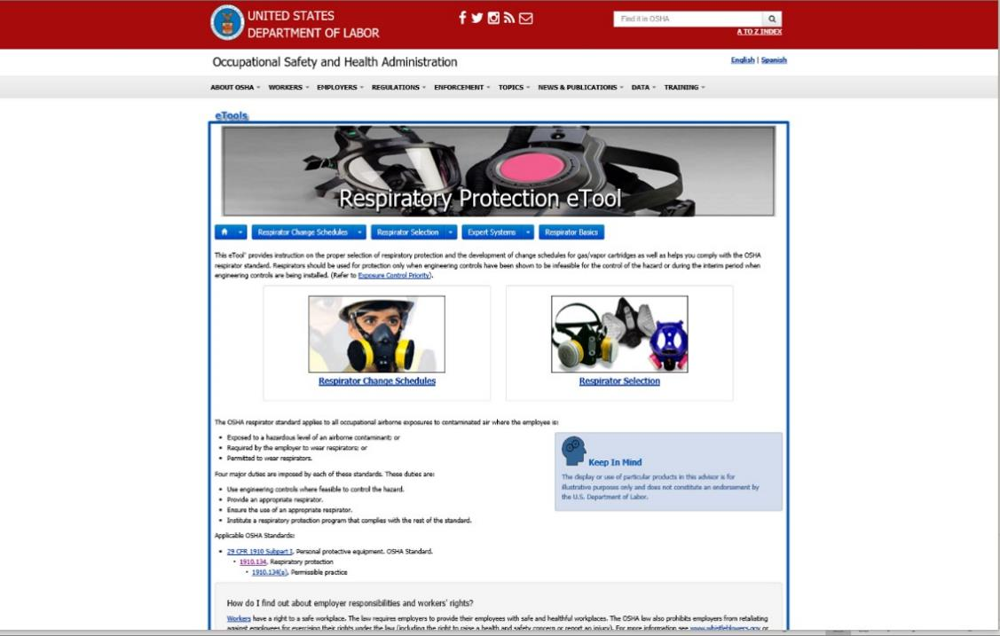 UNITED STATES
DEPARTMENT OF LABOR
Find it in OSHA
A TO Z INDEX
Occupational Safety and Health Administration
English | Spanish
ABOUT OSHA WORKERS EMPLOYERS REGULATIONS ENFORCEMENT TOPICS NEWS & PUBLICATIONS DATA TRAINING
eTools
Respiratory Protection eTool
Respirator Change Schedules Respirator Selection Expert Systems Respirator Basics
This eTool* provides instruction on the proper selection of respiratory protection and the development of change schedules for gas/vapor cartridges as well as helps you comply with the OSHA
respirator standard. Respirators should be used for protection only when engineering controls have been shown to be infeasible for the control of the hazard or during the interim period when
engineering controls are being installed. (Refer to Exposure Control Priority).
Respirator Change Schedules
Respirator Selection
The OSHA respirator standard applies to all occupational airborne exposures to contaminated air where the employee is:
• Exposed to a hazardous level of an airborne contaminant; or
• Required by the employer to wear respirators; or
• Permitted to wear respirators.
Four major duties are imposed by each of these standards. These duties are:
• Use engineering controls where feasible to control the hazard.
• Provide an appropriate respirator.
• Ensure the use of an appropriate respirator.
• Institute a respiratory protection program that complies with the rest of the standard.
Keep In Mind
The display or use of particular products in this advisor is for
illustrative purposes only and does not constitute an endorsement by
the U.S. Department of Labor.
Applicable OSHA Standards:
• 29 CFR 1910 Subpart I, Personal protective equipment. OSHA Standard.
• 1910.134, Respiratory protection
• 1910.134(a), Permissible practice
How do I find out about employer responsibilities and workers' rights?
Workers have a right to a safe workplace. The law requires employers to provide their employees with safe and healthful workplaces. The OSHA law also prohibits employers from retaliating
against employees for exercising their rights under the law (including the right to raise a health and safety concern or report an injury). For more information see www.whistleblowers.gov or